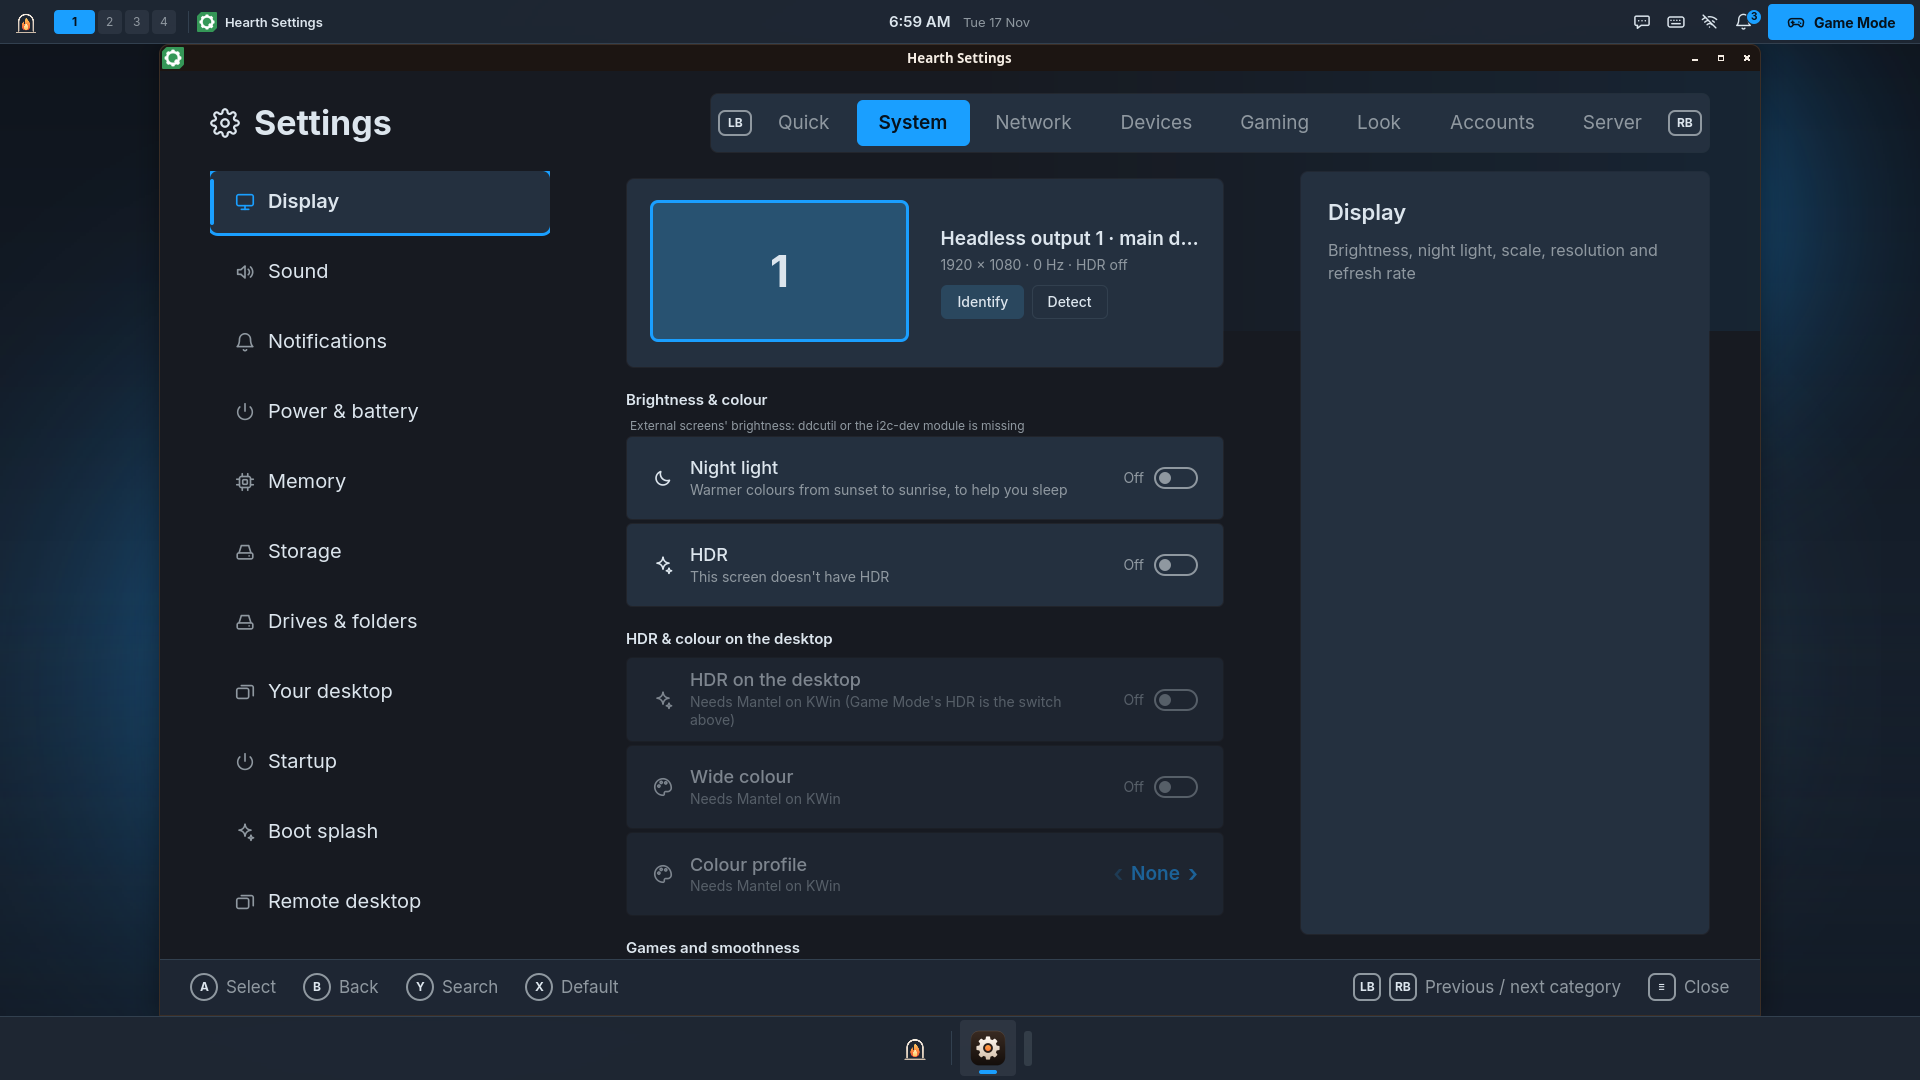 1 2 3 4 Hearth Settings 6:59 AM Tue 17 Nov 3 Game Mode
Hearth Settings
Settings
LB Quick System Network Devices Gaming Look Accounts Server RB
Display
Sound
Notifications
Power & battery
Memory
Storage
Drives & folders
Your desktop
Startup
Boot splash
Remote desktop
1
Headless output 1 · main d...
1920 × 1080 · 0 Hz · HDR off
Identify Detect
Brightness & colour
External screens' brightness: ddcutil or the i2c-dev module is missing
Night light
Warmer colours from sunset to sunrise, to help you sleep
Off
HDR
This screen doesn't have HDR
Off
HDR & colour on the desktop
HDR on the desktop
Needs Mantel on KWin (Game Mode's HDR is the switch
above)
Off
Wide colour
Needs Mantel on KWin
Off
Colour profile
Needs Mantel on KWin
‹ None ›
Games and smoothness
Display
Brightness, night light, scale, resolution and
refresh rate
A Select B Back Y Search X Default LB RB Previous / next category ≡ Close